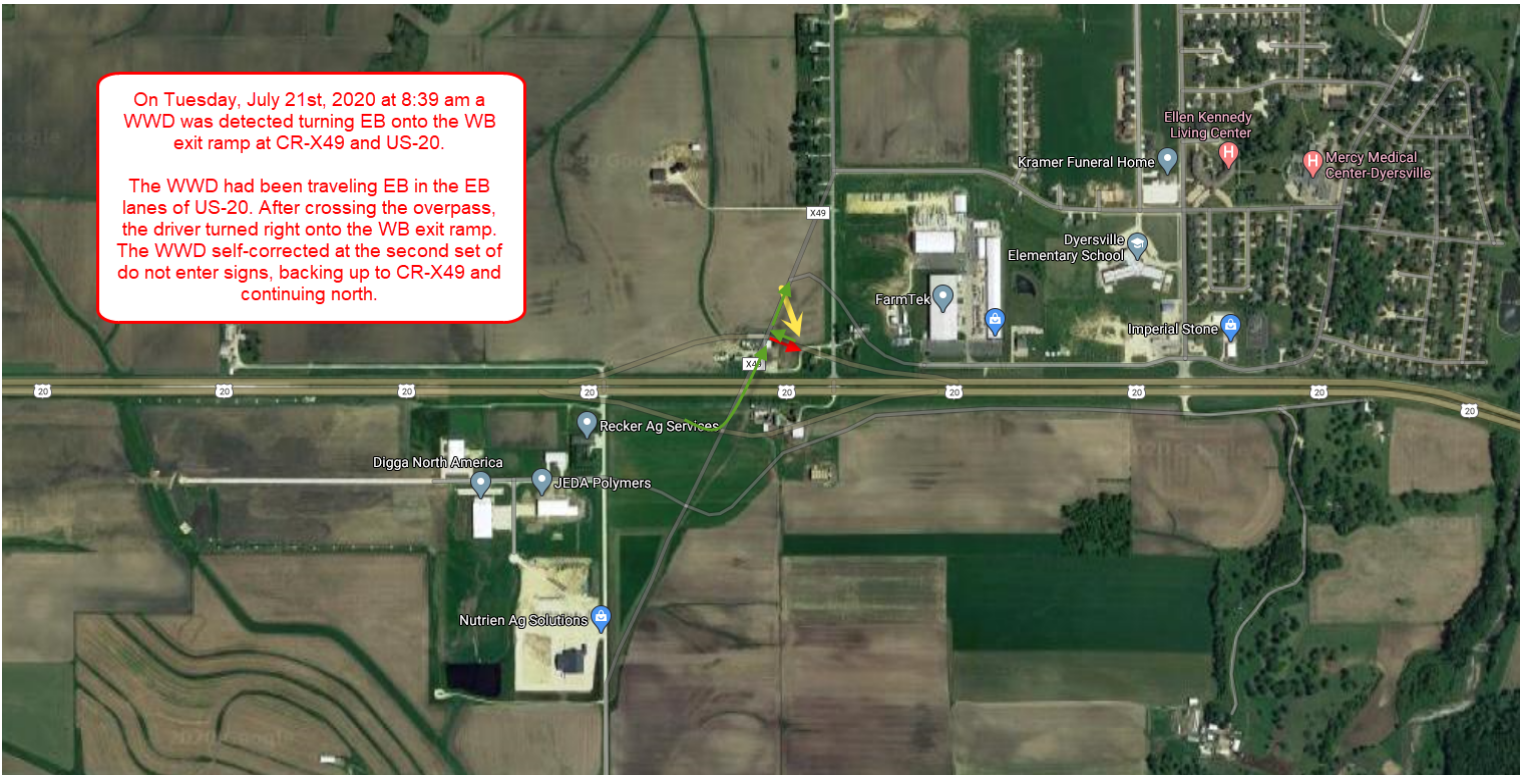 On Tuesday, July 21st, 2020 at 8:39 am a
WWD was detected turning EB onto the WB
exit ramp at CR-X49 and US-20.
The WWD had been traveling EB in the EB
lanes of US-20. After crossing the overpass,
the driver turned right onto the WB exit ramp.
The WWD self-corrected at the second set of
do not enter signs, backing up to CR-X49 and
continuing north.
Ellen Kennedy
Living Center
Kramer Funeral Home
Mercy Medical
Center-Dyersville
X49
Dyersville
Elementary School
FarmTek
Imperial Stone
20
20
20
20
20
20
20
20
20
Recker Ag Services
Digga North America
JEDA Polymers
Nutrien Ag Solutions